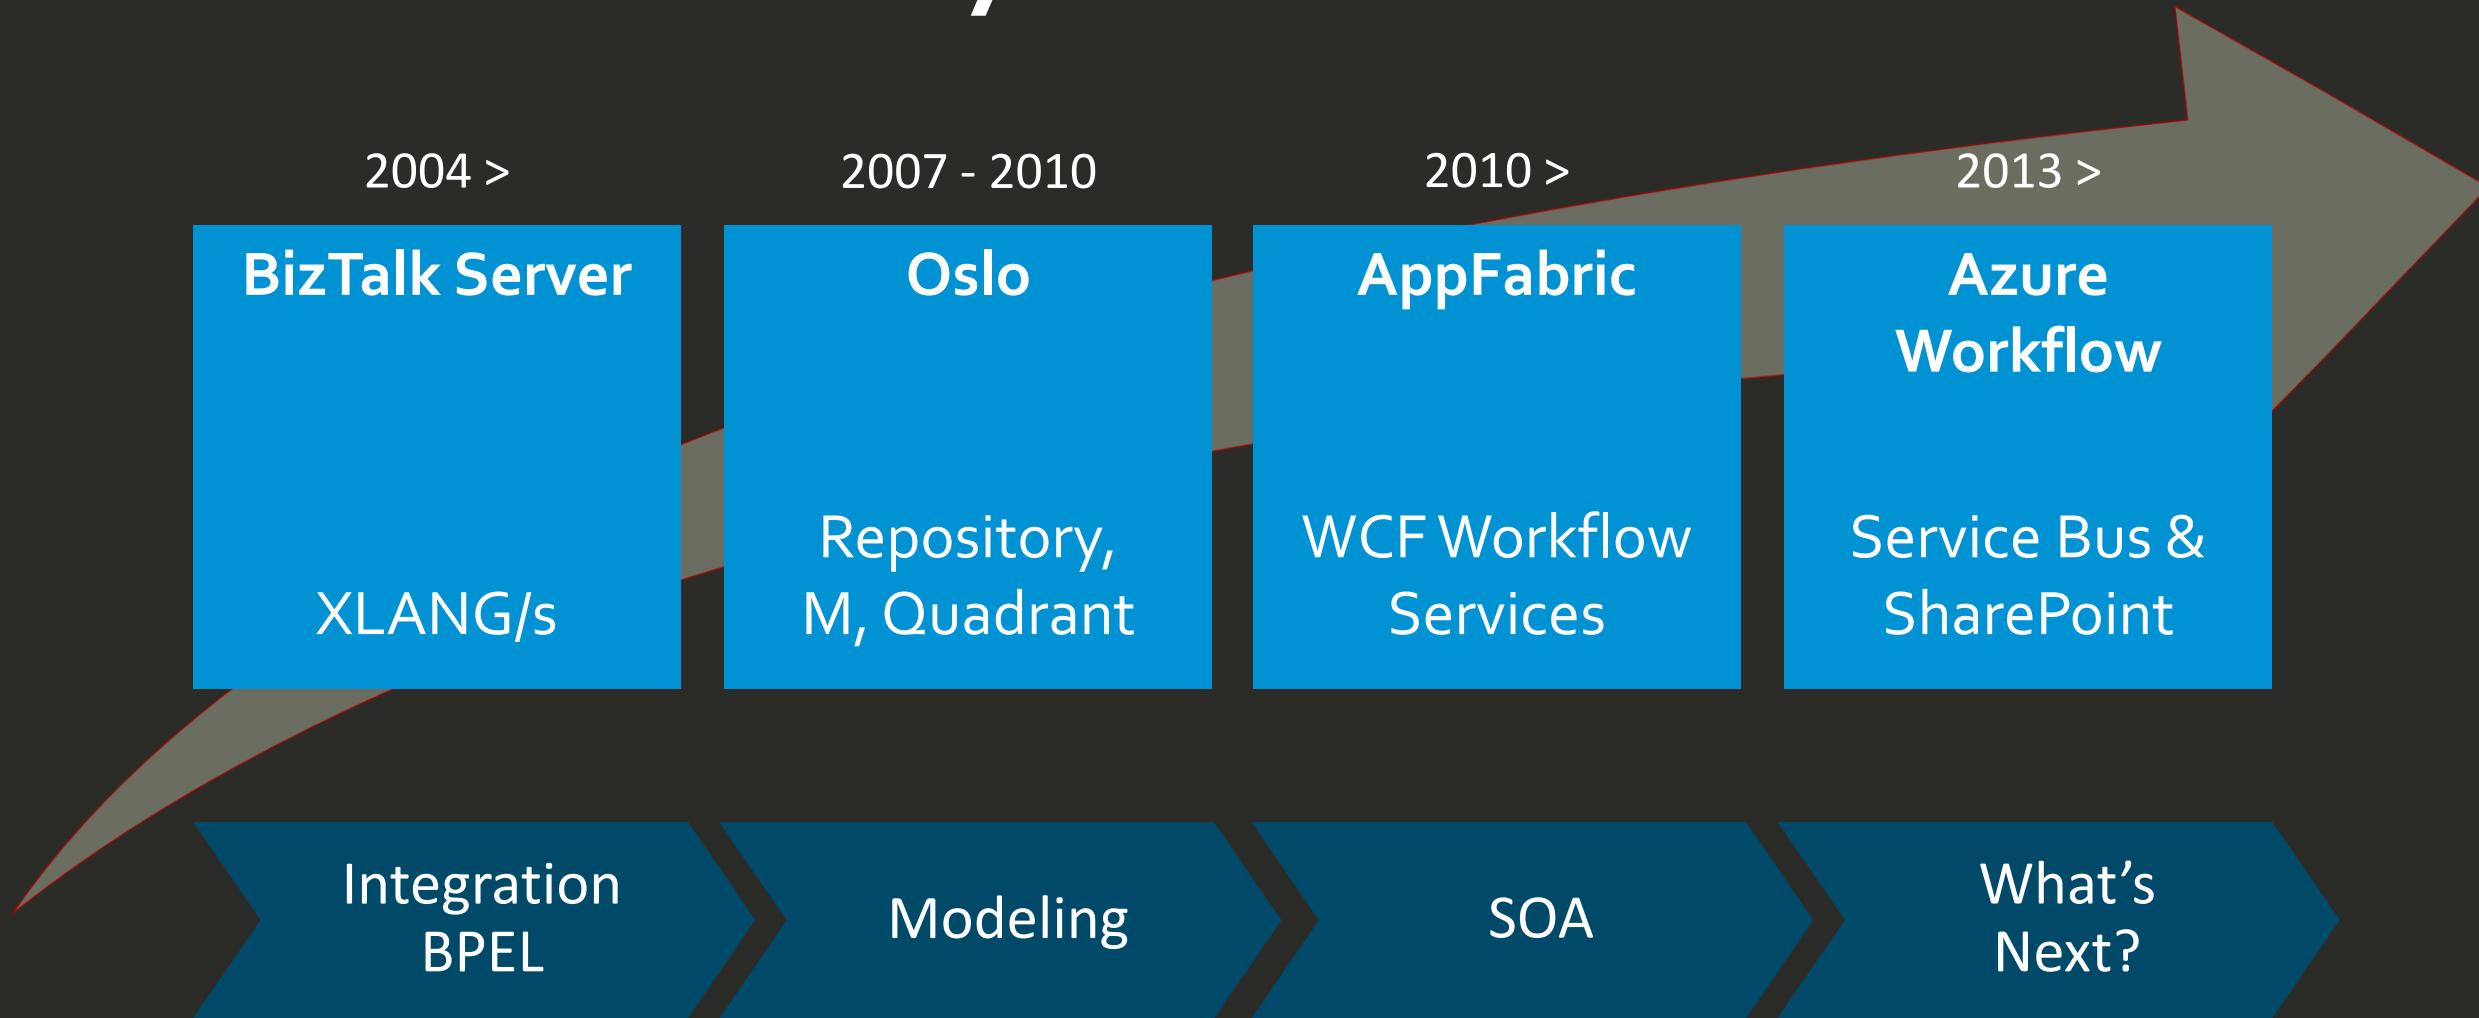 2004 >
BizTalk Server
XLANG/s
2007 - 2010
Oslo
Repository,
M, Quadrant
2010 >
AppFabric
WCF Workflow
Services
2013 >
Azure
Workflow
Service Bus &
SharePoint
Integration
BPEL
Modeling
SOA
What’s
Next?